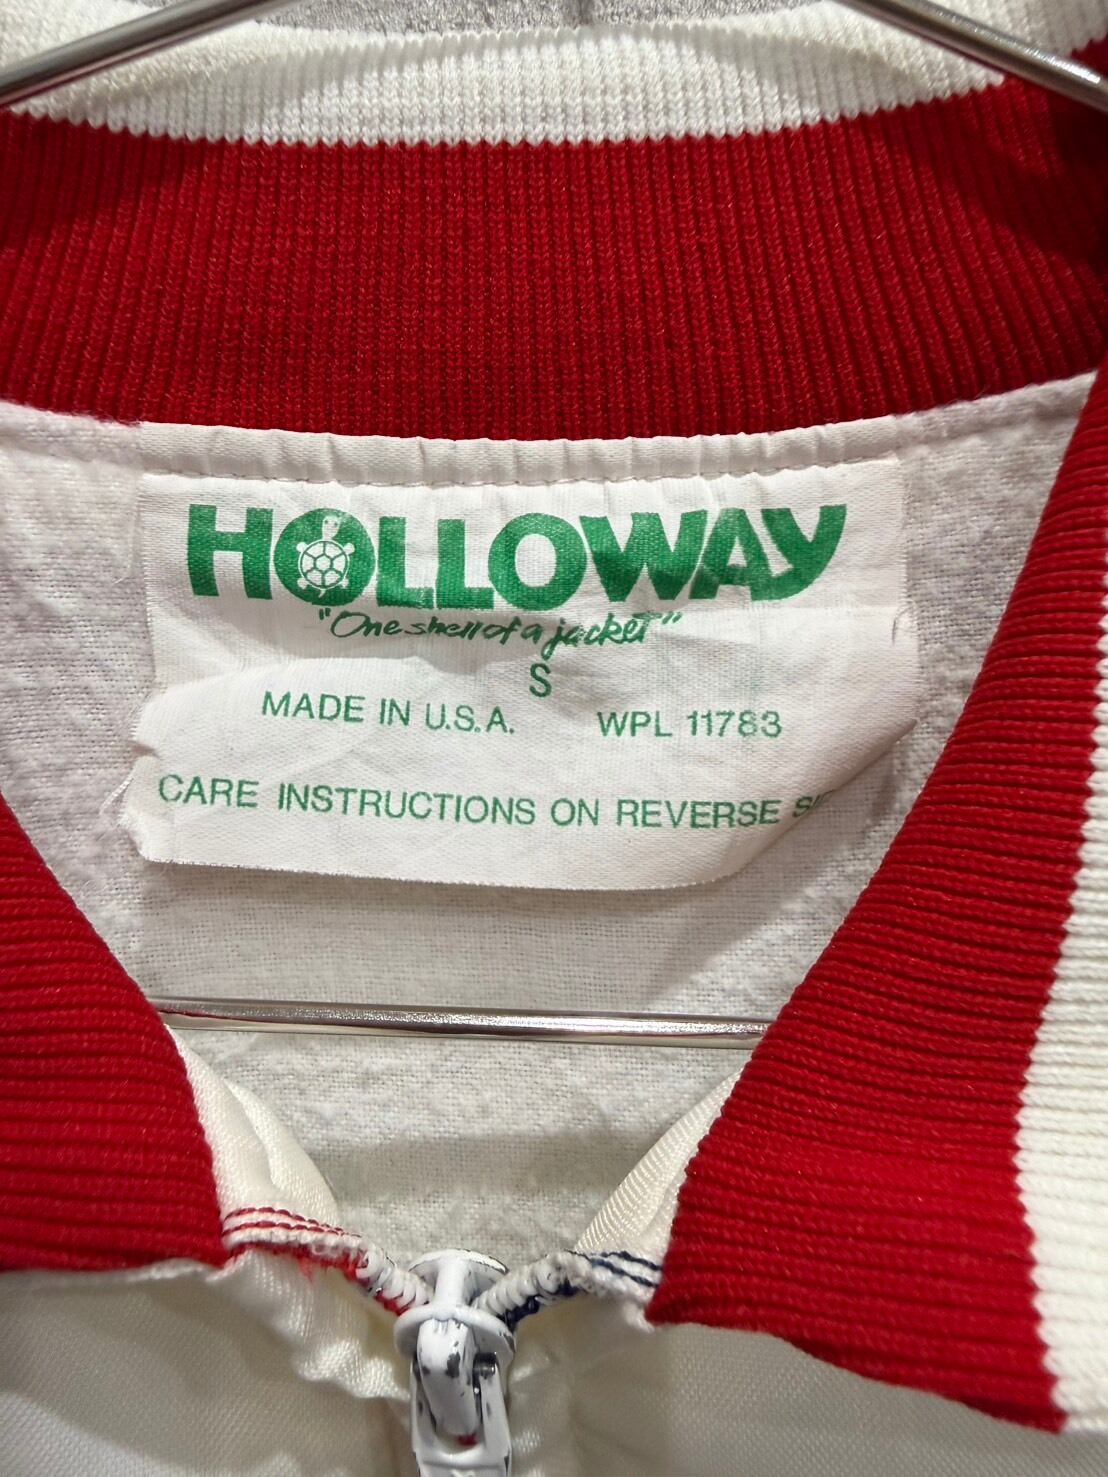 HOLLOWAY
"One shell of a jacket"
S
MADE IN U.S.A. WPL 11783
CARE INSTRUCTIONS ON REVERSE